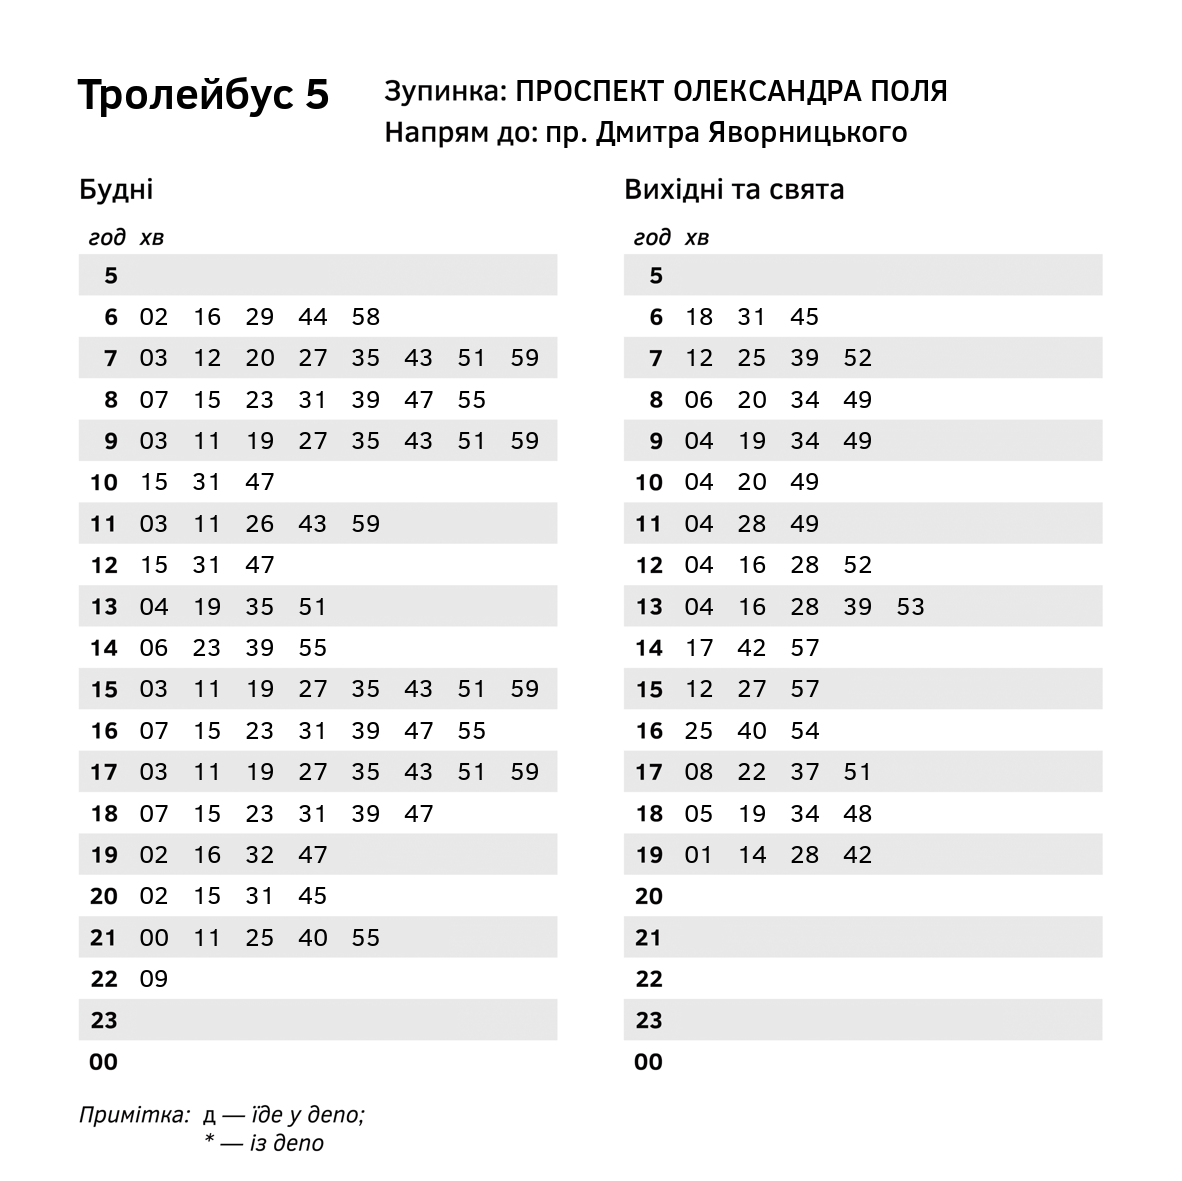 Тролейбус 5
Зупинка: ПРОСПЕКТ ОЛЕКСАНДРА ПОЛЯ
Напрям до: пр. Дмитра Яворницького
Будні
год хв
5
6 02 16 29 44 58
7 03 12 20 27 35 43 51 59
8 07 15 23 31 39 47 55
9 03 11 19 27 35 43 51 59
10 15 31 47
11 03 11 26 43 59
12 15 31 47
13 04 19 35 51
14 06 23 39 55
15 03 11 19 27 35 43 51 59
16 07 15 23 31 39 47 55
17 03 11 19 27 35 43 51 59
18 07 15 23 31 39 47
19 02 16 32 47
20 02 15 31 45
21 00 11 25 40 55
22 09
23
00
Вихідні та свята
год хв
5
6 18 31 45
7 12 25 39 52
8 06 20 34 49
9 04 19 34 49
10 04 20 49
11 04 28 49
12 04 16 28 52
13 04 16 28 39 53
14 17 42 57
15 12 27 57
16 25 40 54
17 08 22 37 51
18 05 19 34 48
19 01 14 28 42
20
21
22
23
00
Примітка: д — їде у депо;
* — із депо